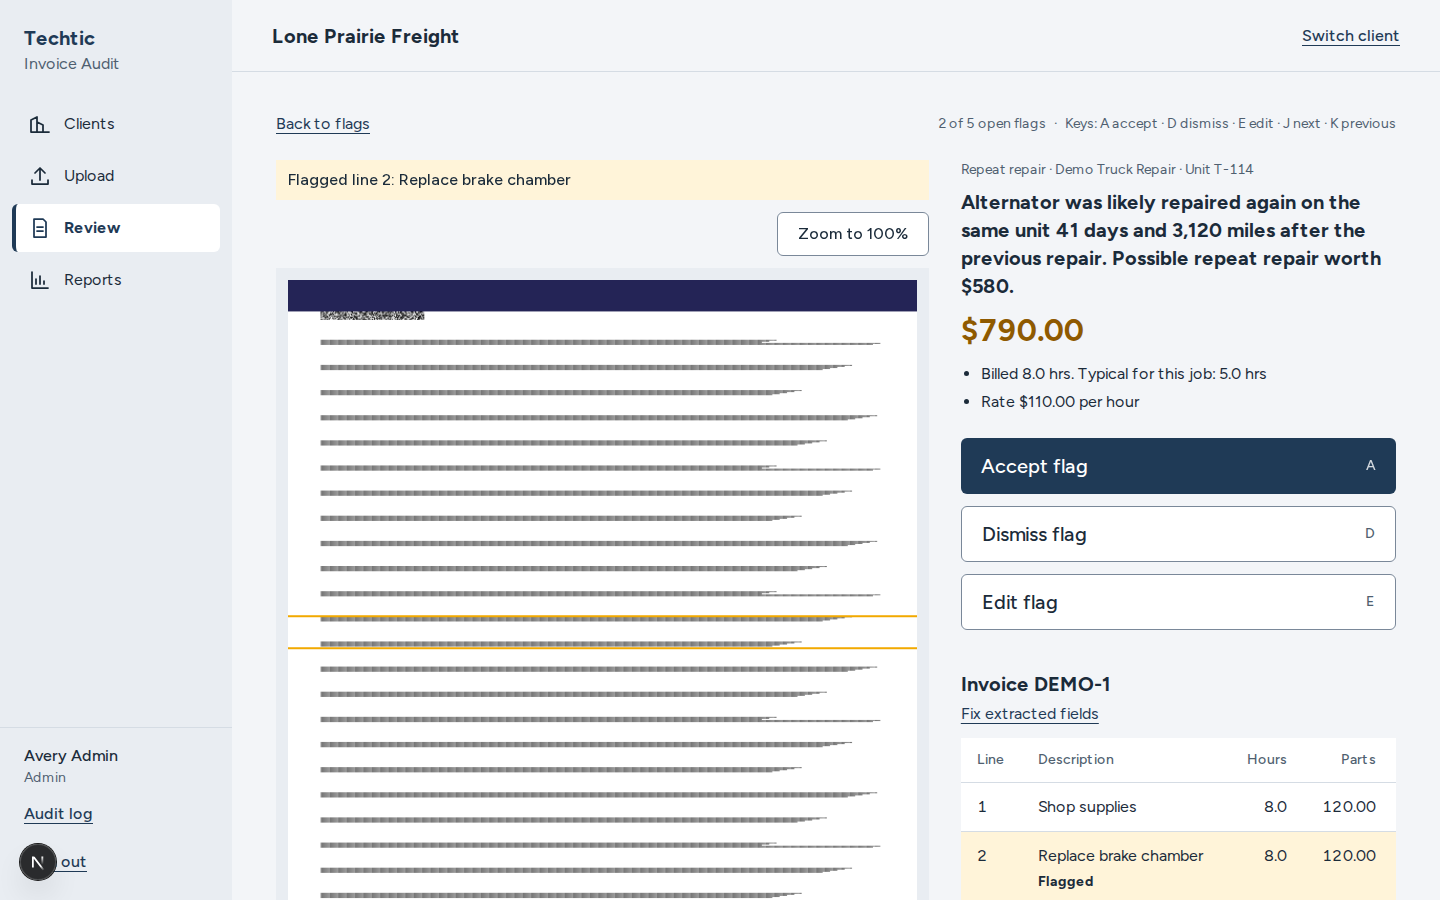 Techtic
Invoice Audit
Clients
Upload
Review
Reports
Avery Admin
Admin
Audit log
out
Lone Prairie Freight
Switch client
Back to flags
2 of 5 open flags · Keys: A accept · D dismiss · E edit · J next · K previous
Flagged line 2: Replace brake chamber
Zoom to 100%
Repeat repair · Demo Truck Repair · Unit T-114
Alternator was likely repaired again on the
same unit 41 days and 3,120 miles after the
previous repair. Possible repeat repair worth
$580.
$790.00
• Billed 8.0 hrs. Typical for this job: 5.0 hrs
• Rate $110.00 per hour
Accept flag A
Dismiss flag D
Edit flag E
Invoice DEMO-1
Fix extracted fields
Line Description Hours Parts
1 Shop supplies 8.0 120.00
2 Replace brake chamber 8.0 120.00
Flagged